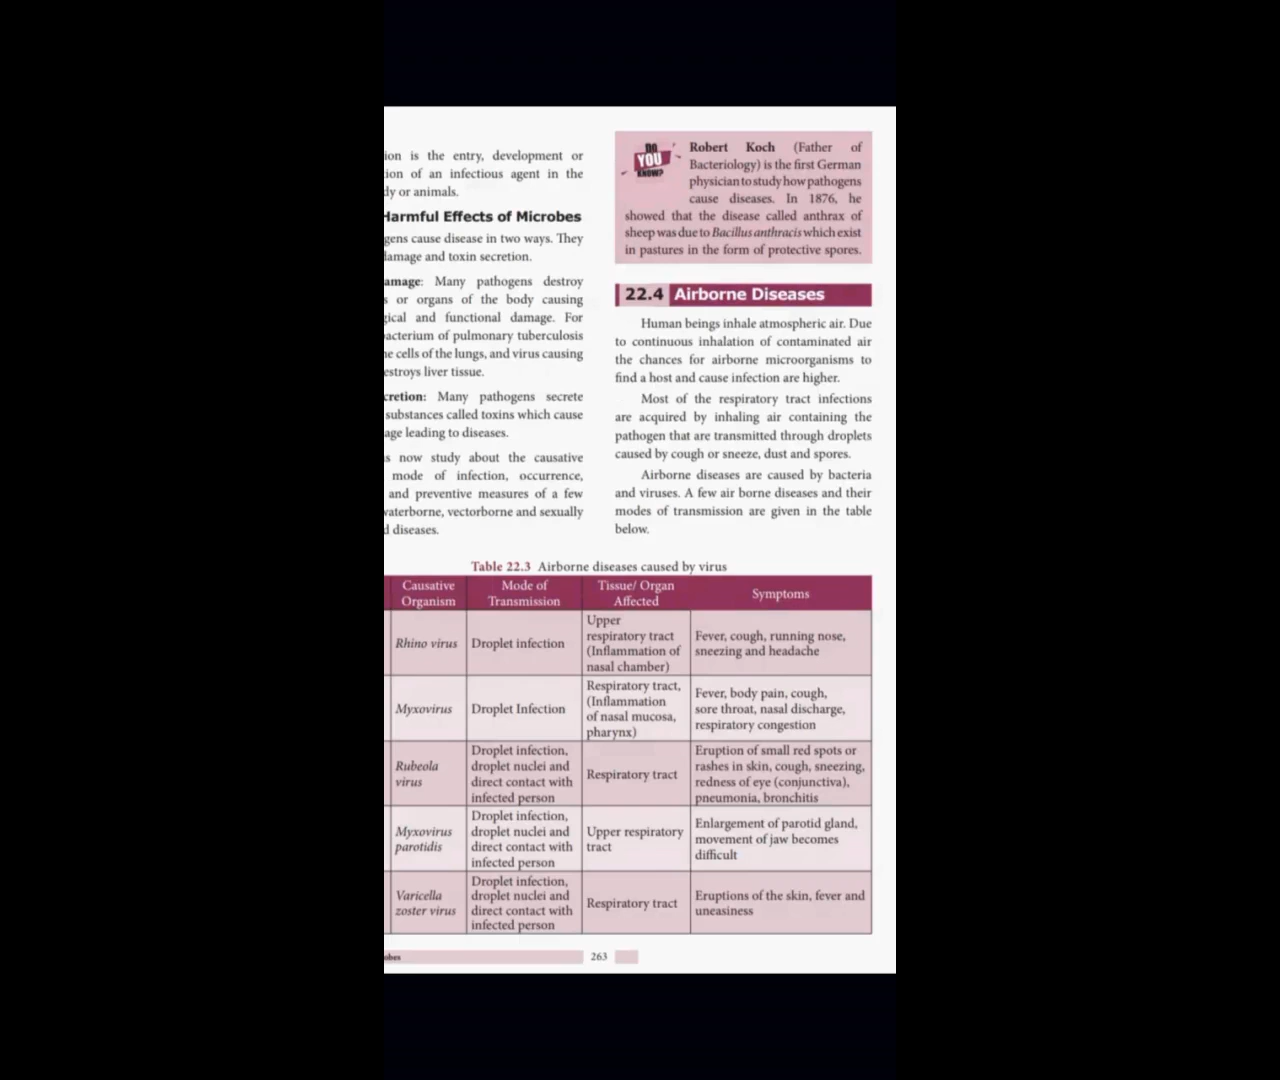 ion is the entry, development or
ion of an infectious agent in the
dy or animals.
Harmful Effects of Microbes
gens cause disease in two ways. They
damage and toxin secretion.
amage: Many pathogens destroy
s or organs of the body causing
gical and functional damage. For
bacterium of pulmonary tuberculosis
he cells of the lungs, and virus causing
estroys liver tissue.
cretion: Many pathogens secrete
substances called toxins which cause
age leading to diseases.
s now study about the causative
mode of infection, occurrence,
and preventive measures of a few
waterborne, vectorborne and sexually
d diseases.
DO
YOU
KNOW?
Robert Koch (Father of
Bacteriology) is the first German
physician to study how pathogens
cause diseases. In 1876, he
showed that the disease called anthrax of
sheep was due to Bacillus anthracis which exist
in pastures in the form of protective spores.
22.4 Airborne Diseases
Human beings inhale atmospheric air. Due
to continuous inhalation of contaminated air
the chances for airborne microorganisms to
find a host and cause infection are higher.
Most of the respiratory tract infections
are acquired by inhaling air containing the
pathogen that are transmitted through droplets
caused by cough or sneeze, dust and spores.
Airborne diseases are caused by bacteria
and viruses. A few air borne diseases and their
modes of transmission are given in the table
below.
Table 22.3 Airborne diseases caused by virus
Causative
Organism
Mode of
Transmission
Tissue/ Organ
Affected
Symptoms
Rhino virus
Droplet infection
Upper
respiratory tract
(Inflammation of
nasal chamber)
Fever, cough, running nose,
sneezing and headache
Myxovirus
Droplet Infection
Respiratory tract,
(Inflammation
of nasal mucosa,
pharynx)
Fever, body pain, cough,
sore throat, nasal discharge,
respiratory congestion
Rubeola
virus
Droplet infection,
droplet nuclei and
direct contact with
infected person
Respiratory tract
Eruption of small red spots or
rashes in skin, cough, sneezing,
redness of eye (conjunctiva),
pneumonia, bronchitis
Myxovirus
parotidis
Droplet infection,
droplet nuclei and
direct contact with
infected person
Upper respiratory
tract
Enlargement of parotid gland,
movement of jaw becomes
difficult
Varicella
zoster virus
Droplet infection,
droplet nuclei and
direct contact with
infected person
Respiratory tract
Eruptions of the skin, fever and
uneasiness
obes
263